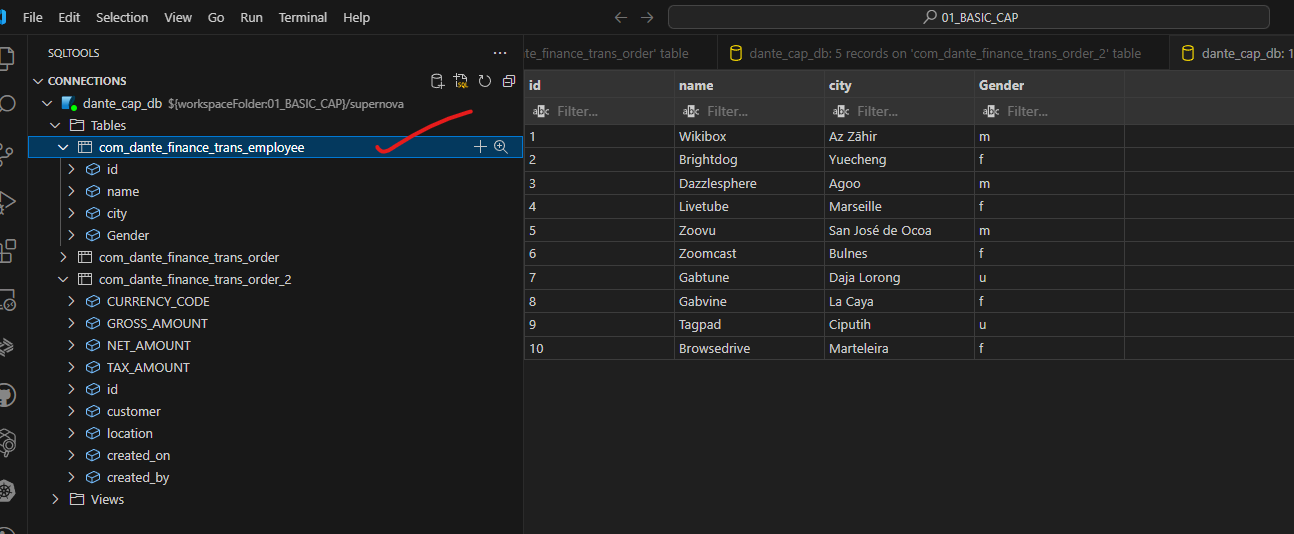 File Edit Selection View Go Run Terminal Help
01_BASIC_CAP
SQLTOOLS
CONNECTIONS
dante_cap_db ${workspaceFolder:01_BASIC_CAP}/supernova
Tables
com_dante_finance_trans_employee
id
name
city
Gender
com_dante_finance_trans_order
com_dante_finance_trans_order_2
CURRENCY_CODE
GROSS_AMOUNT
NET_AMOUNT
TAX_AMOUNT
id
customer
location
created_on
created_by
Views
te_finance_trans_order' table
dante_cap_db: 5 records on 'com_dante_finance_trans_order_2' table
dante_cap_db: 1
id name city Gender
Filter... Filter... Filter... Filter...
1 Wikibox Az Zāhir m
2 Brightdog Yuecheng f
3 Dazzlesphere Agoo m
4 Livetube Marseille f
5 Zoovu San José de Ocoa m
6 Zoomcast Bulnes f
7 Gabtune Daja Lorong u
8 Gabvine La Caya f
9 Tagpad Ciputih u
10 Browsedrive Marteleira f